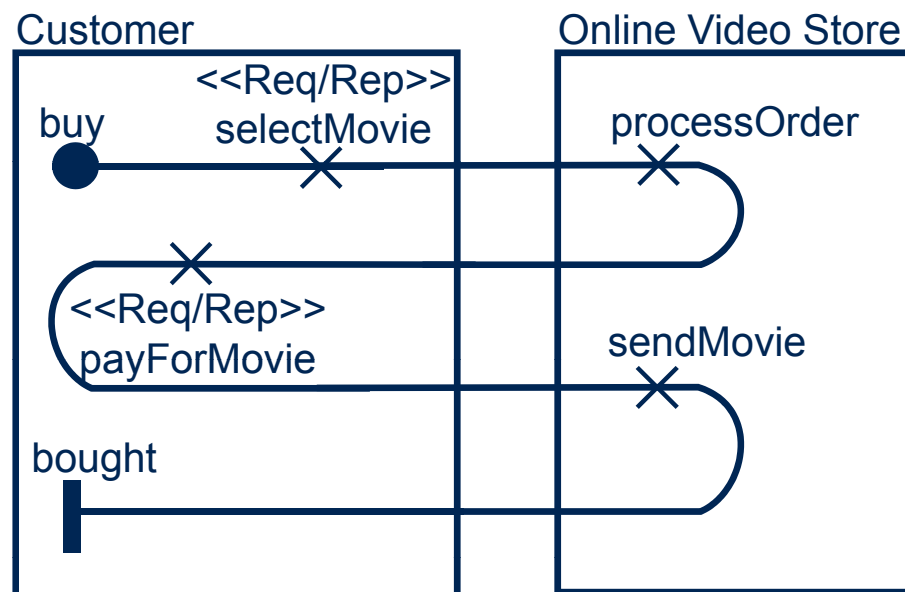 Customer
Online Video Store
<<Req/Rep>>
buy
selectMovie
processOrder
<<Req/Rep>>
payForMovie
sendMovie
bought